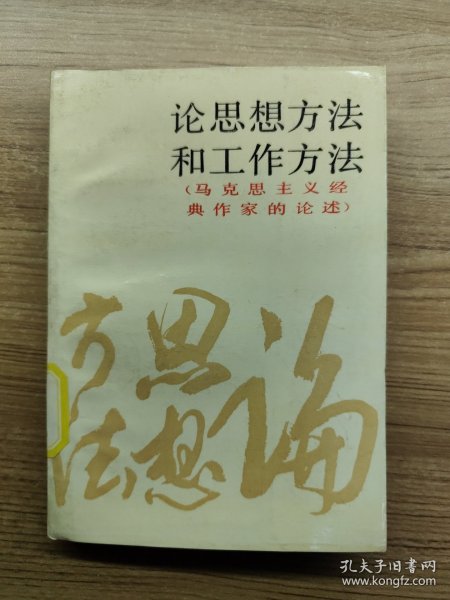 论思想方法
和工作方法
(马克思主义经
典作家的论述)
论
思想
方法
孔夫子旧书网
www.kongfz.com